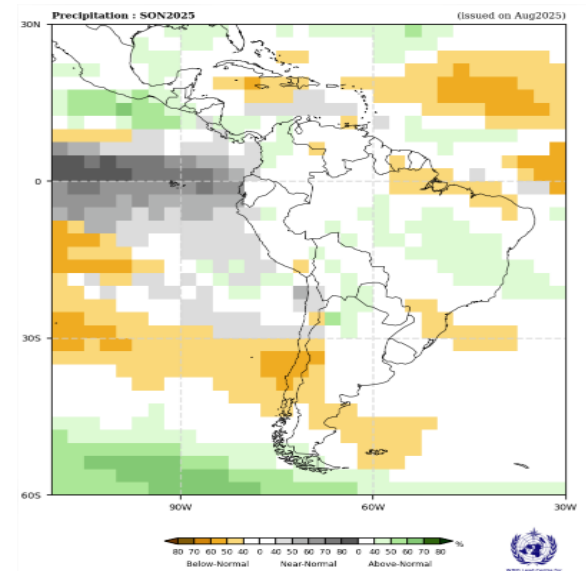 Precipitation : SON2025 (issued on Aug2025)
30N
0
30S
60S
90W 60W 30W
80 70 60 50 40 0 40 50 60 70 80 0 40 50 60 70 80 %
Below-Normal Near-Normal Above-Normal